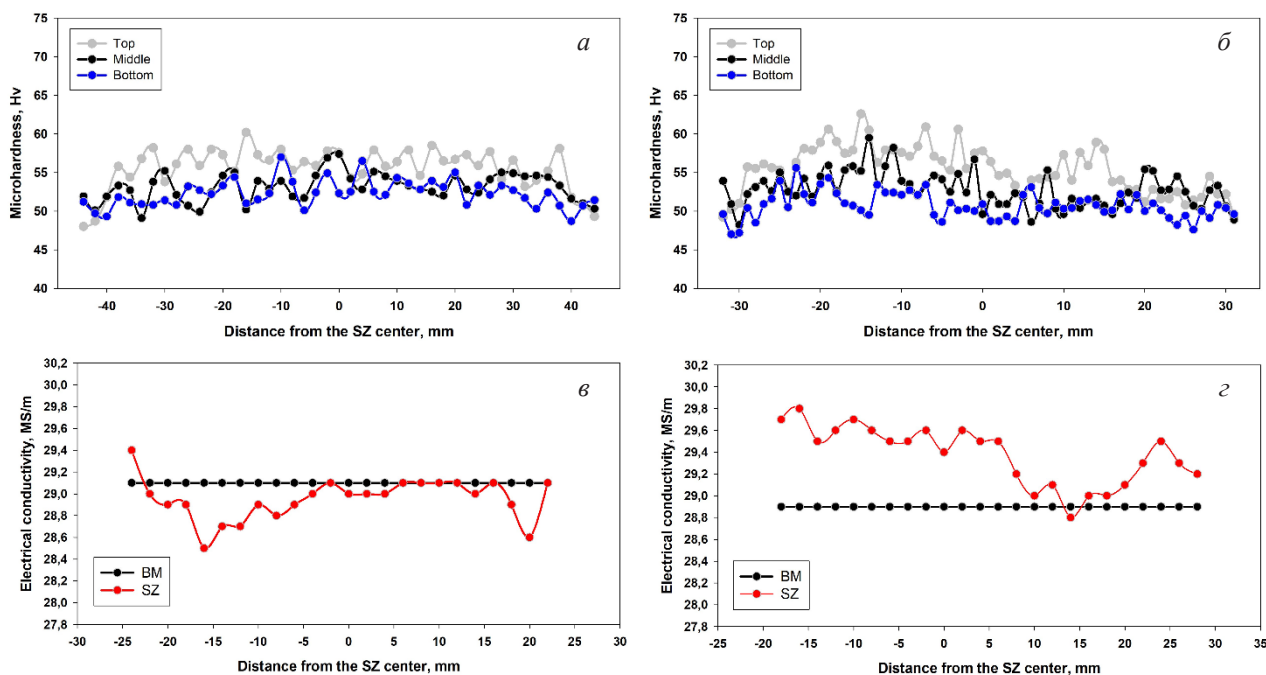 а
Top
Middle
Bottom
Microhardness, Hv
75
70
65
60
55
50
45
40
-40 -30 -20 -10 0 10 20 30 40
Distance from the SZ center, mm
б
Top
Middle
Bottom
Microhardness, Hv
75
70
65
60
55
50
45
40
-30 -20 -10 0 10 20 30
Distance from the SZ center, mm
в
Electrical conductivity, MS/m
30,2
30,0
29,8
29,6
29,4
29,2
29,0
28,8
28,6
28,4
28,2
28,0
27,8
BM
SZ
-30 -25 -20 -15 -10 -5 0 5 10 15 20 25 30
Distance from the SZ center, mm
г
Electrical conductivity, MS/m
30,2
30,0
29,8
29,6
29,4
29,2
29,0
28,8
28,6
28,4
28,2
28,0
27,8
BM
SZ
-25 -20 -15 -10 -5 0 5 10 15 20 25 30 35
Distance from the SZ center, mm